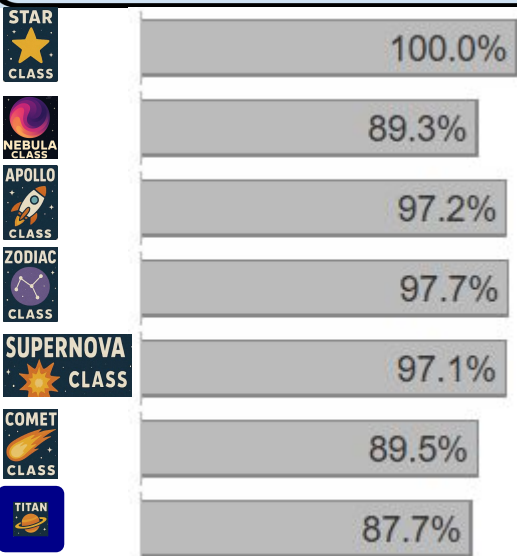 STAR
CLASS
100.0%
NEBULA
CLASS
89.3%
APOLLO
CLASS
97.2%
ZODIAC
CLASS
97.7%
SUPERNOVA
CLASS
97.1%
COMET
CLASS
89.5%
TITAN
87.7%